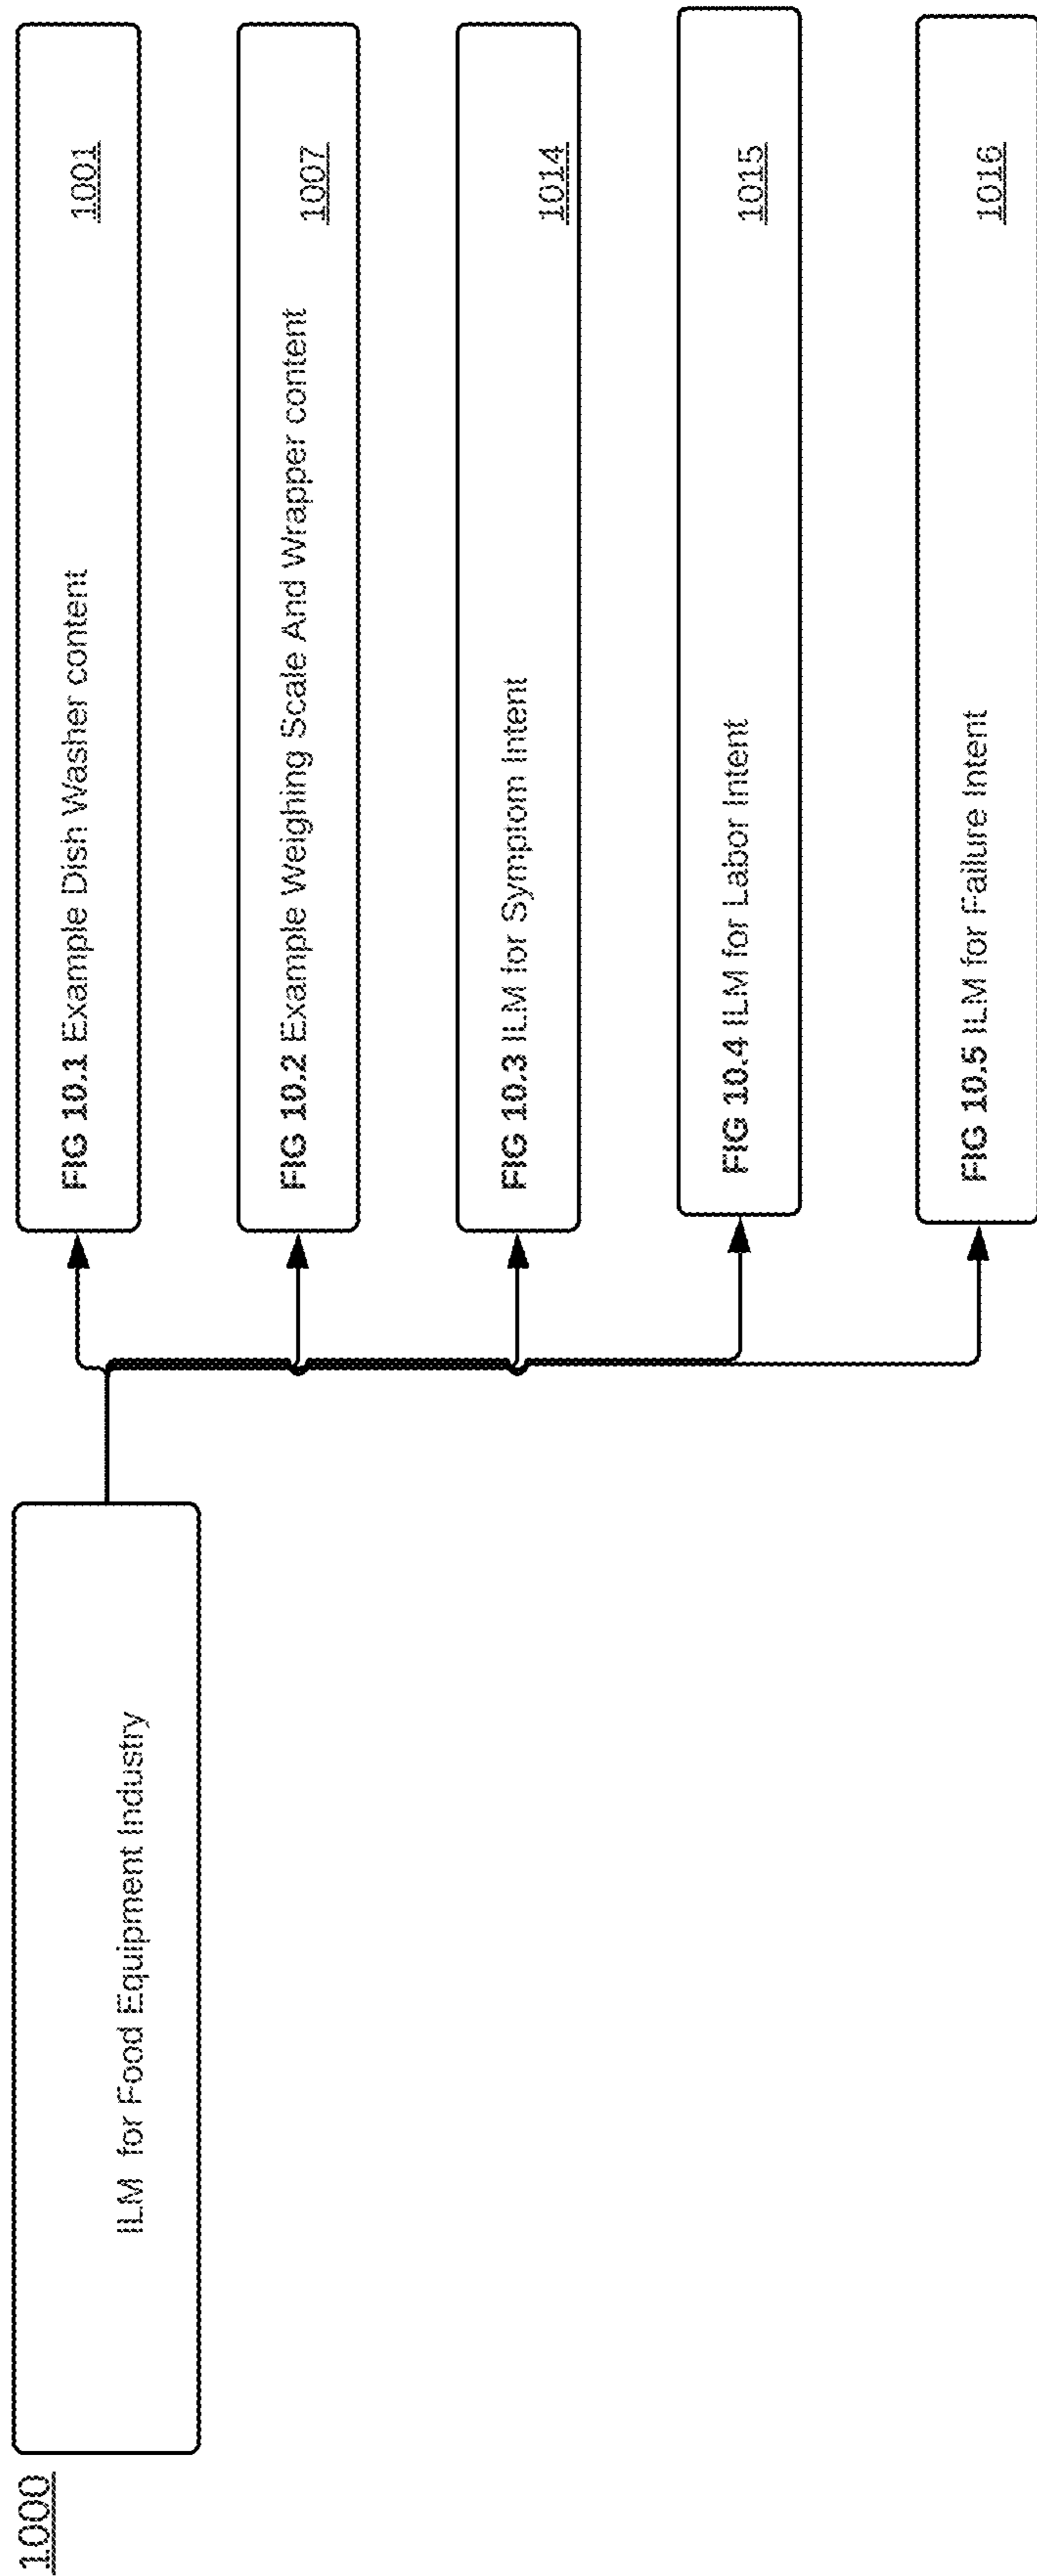 1000
ILM for Food Equipment Industry
FIG 10.1 Example Dish Washer content
1001
FIG 10.2 Example Weighing Scale And Wrapper content
1007
FIG 10.3 ILM for Symptom Intent
1014
FIG 10.4 ILM for Labor Intent
1015
FIG 10.5 ILM for Failure Intent
1016